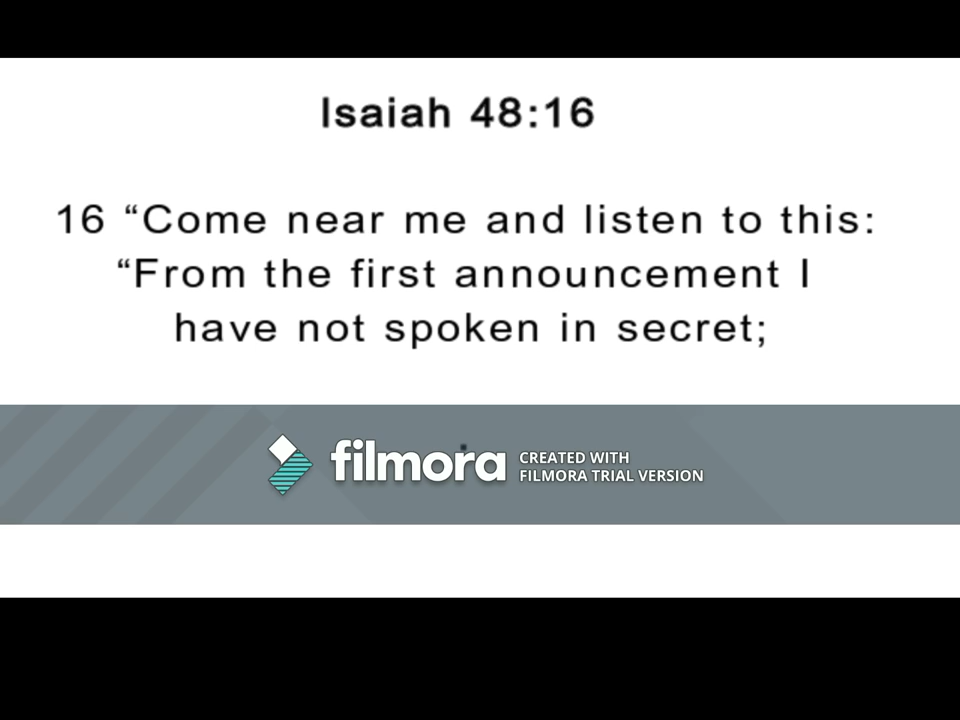 Isaiah 48:16
16 “Come near me and listen to this:
“From the first announcement I
have not spoken in secret;
filmora
CREATED WITH
FILMORA TRIAL VERSION